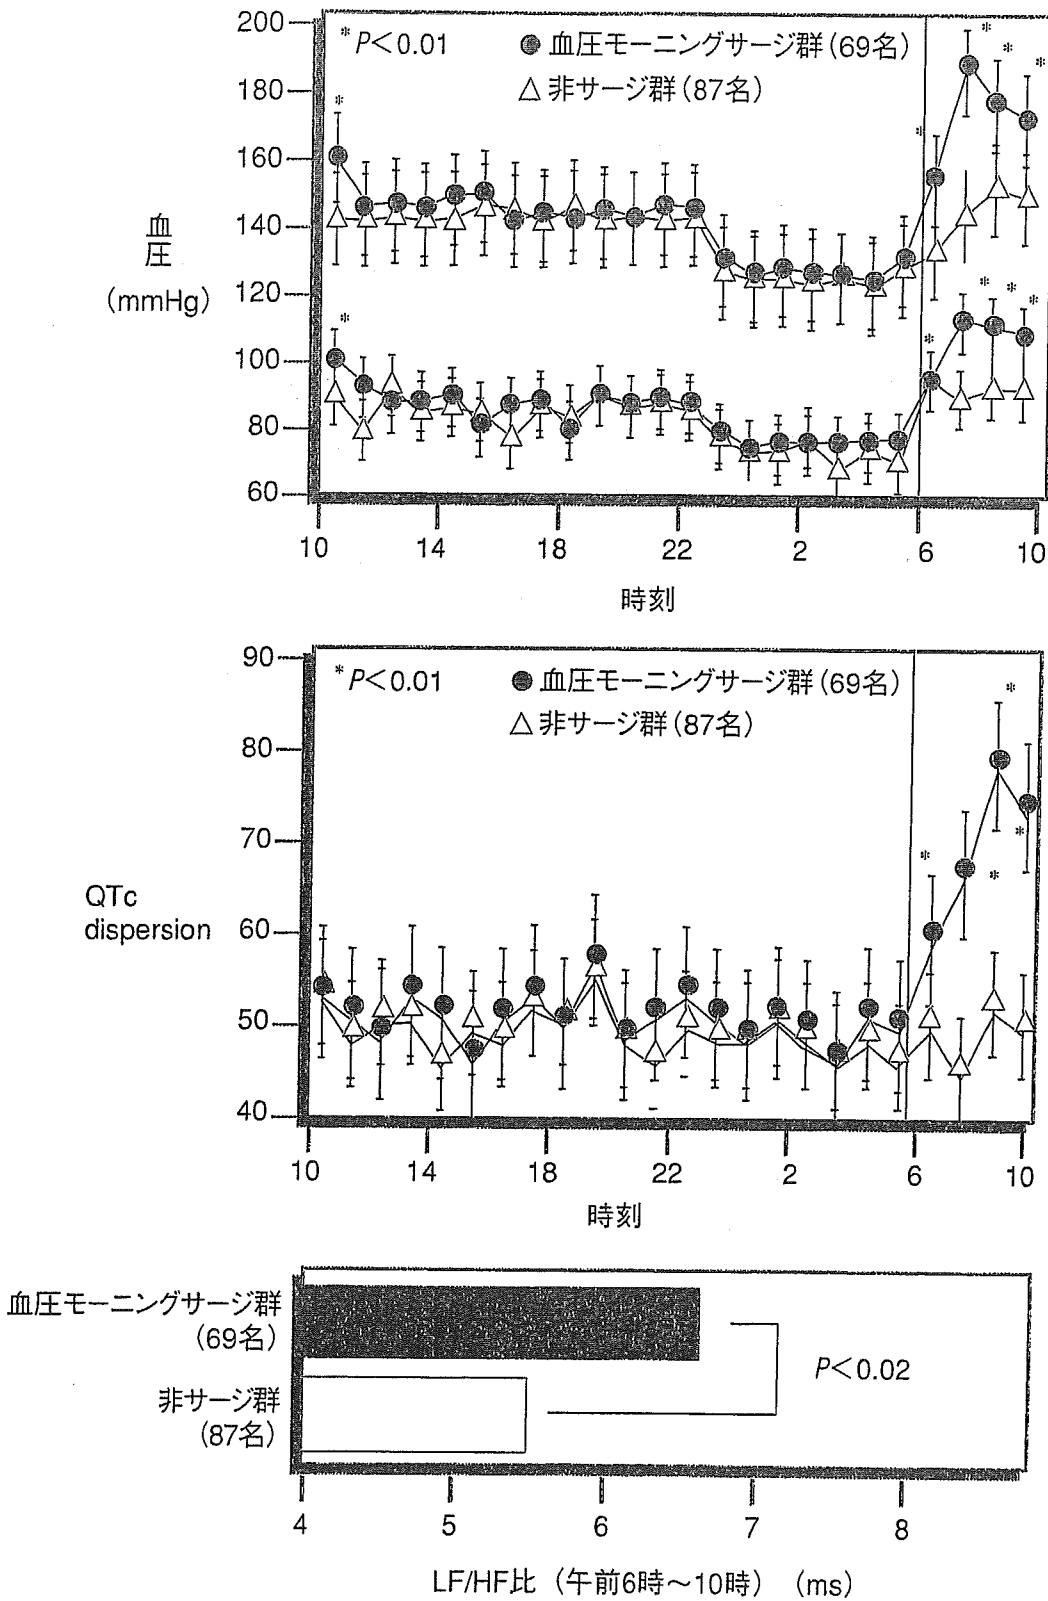 200
180
160
140
120
100
80
60
血圧
(mmHg)
*P<0.01
● 血圧モーニングサージ群(69名)
△ 非サージ群(87名)
* * * * *
* * * * *
10 14 18 22 2 6 10
時刻
90
80
70
60
50
40
QTc
dispersion
*P<0.01
● 血圧モーニングサージ群(69名)
△ 非サージ群(87名)
* * * *
10 14 18 22 2 6 10
時刻
血圧モーニングサージ群
(69名)
非サージ群
(87名)
P<0.02
4 5 6 7 8
LF/HF比 (午前6時~10時) (ms)